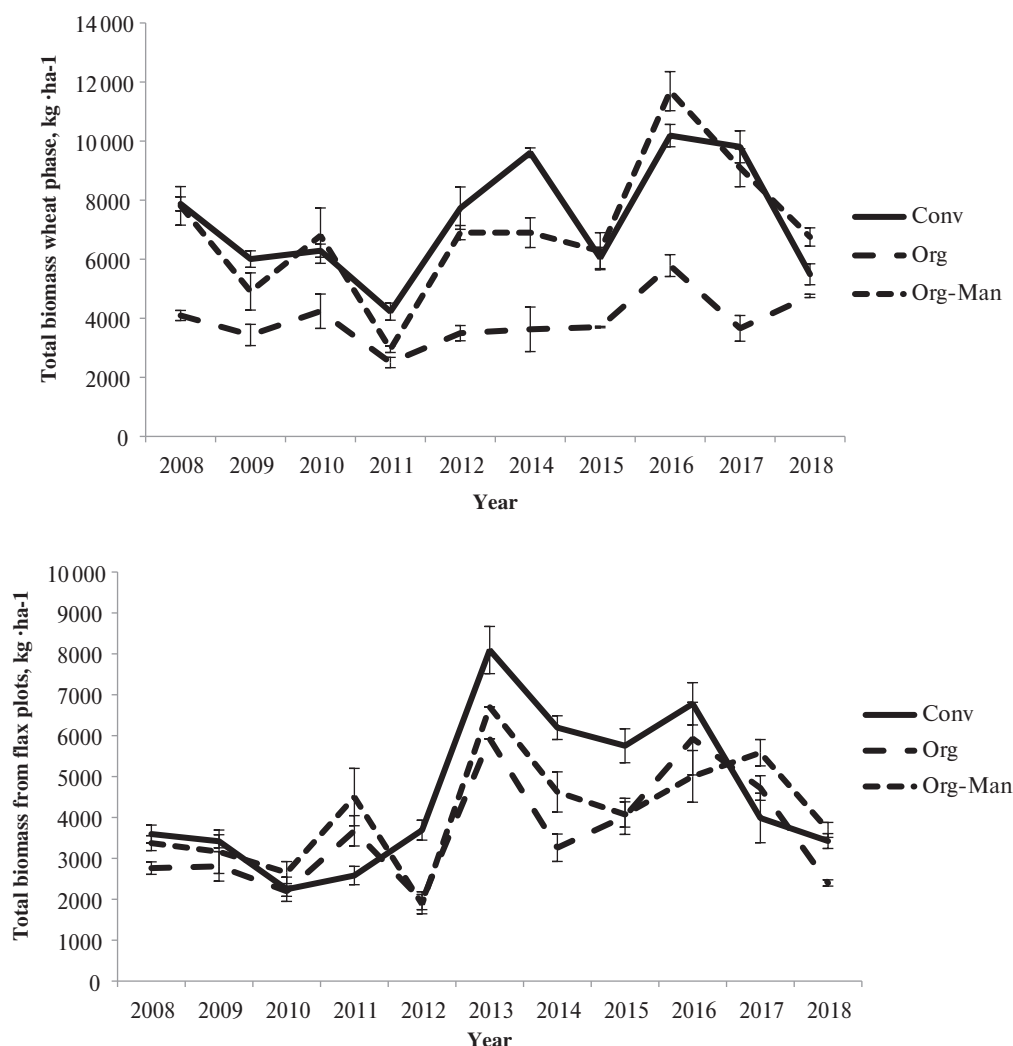 Total biomass wheat phase, kg·ha-1
14 000
12 000
10 000
8000
6000
4000
2000
0
2008 2009 2010 2011 2012 2014 2015 2016 2017 2018
Year
Conv
Org
Org-Man
Total biomass from flax plots, kg·ha-1
10 000
9000
8000
7000
6000
5000
4000
3000
2000
1000
0
2008 2009 2010 2011 2012 2013 2014 2015 2016 2017 2018
Year
Conv
Org
Org-Man